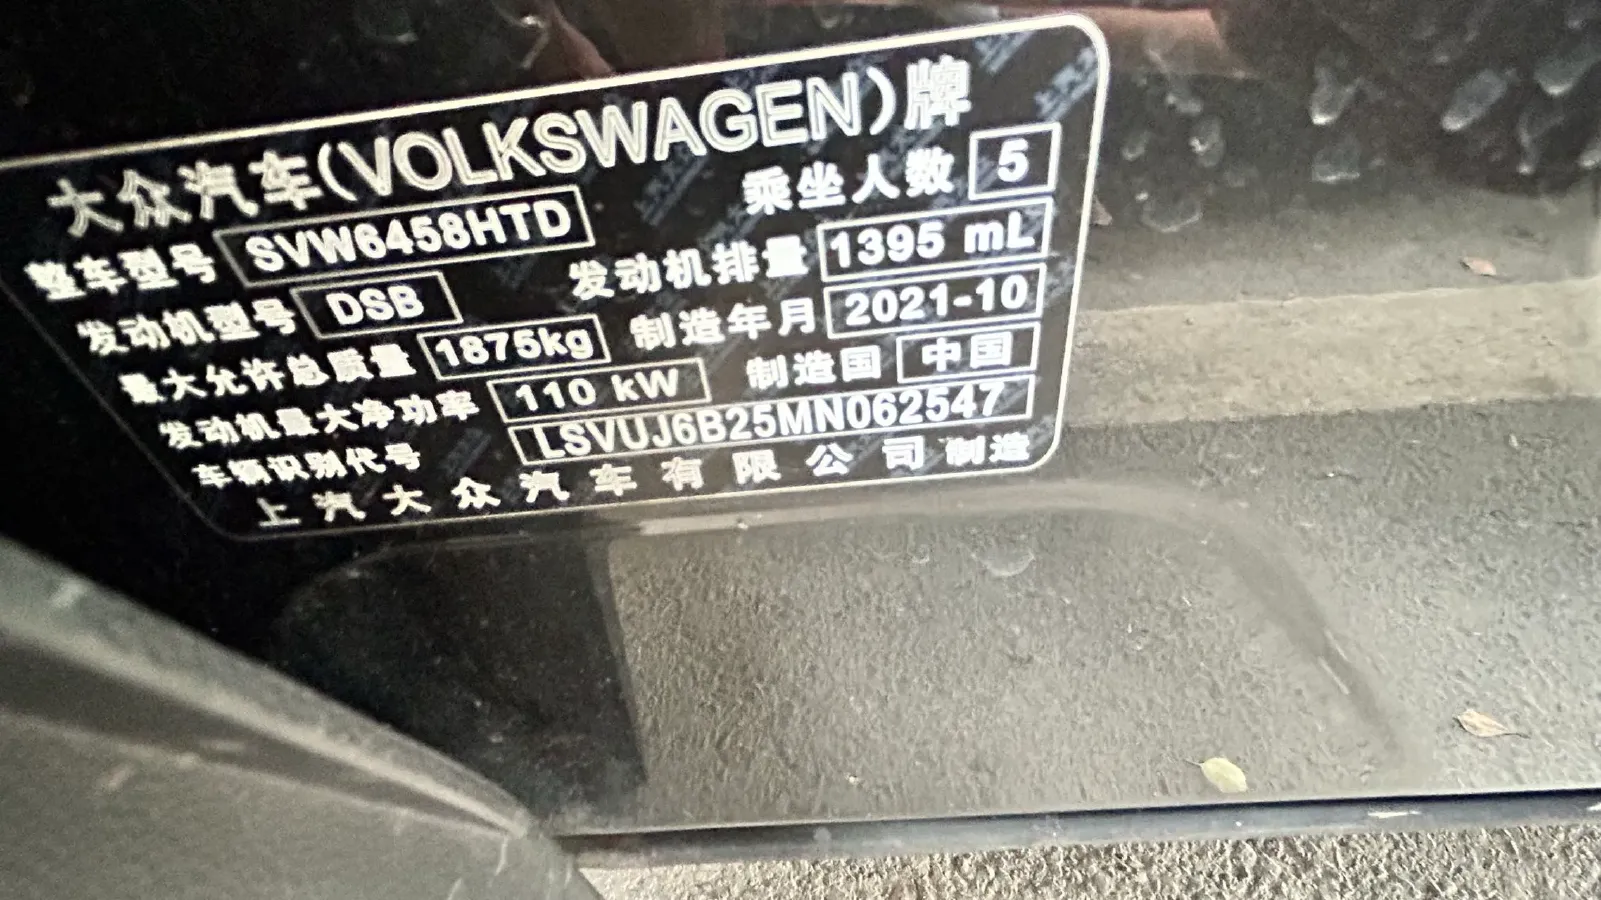 大众汽车(VOLKSWAGEN)牌
整车型号 SVW6458HTD 乘坐人数 5
发动机型号 DSB 发动机排量 1395 mL
最大允许总质量 1875kg 制造年月 2021-10
发动机最大净功率 110 kW 制造国 中国
车辆识别代号 LSVUJ6B25MN062547
上汽大众汽车有限公司制造